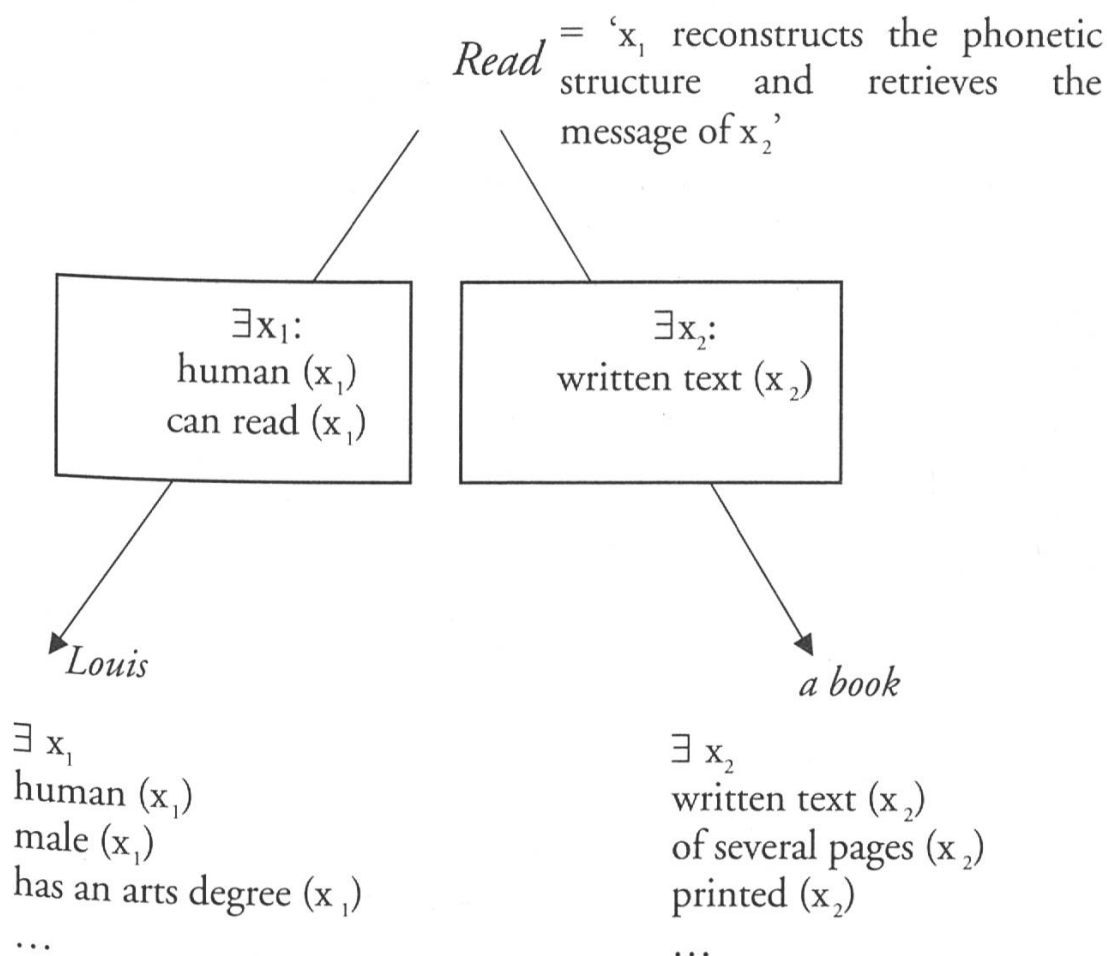 Read = ‘x₁ reconstructs the phonetic
structure and retrieves the
message of x₂’
∃x₁:
human (x₁)
can read (x₁)
∃x₂:
written text (x₂)
Louis
∃ x₁
human (x₁)
male (x₁)
has an arts degree (x₁)
...
a book
∃ x₂
written text (x₂)
of several pages (x₂)
printed (x₂)
...